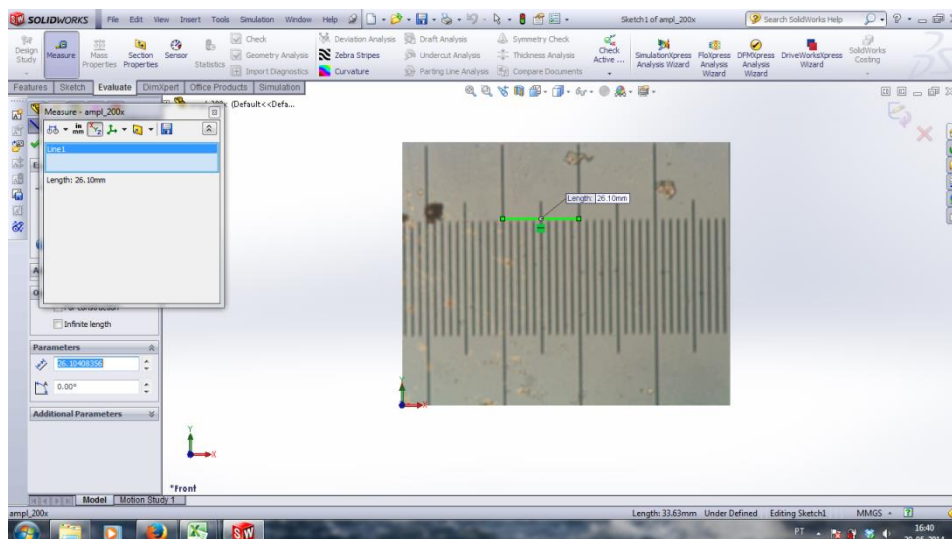 SOLIDWORKS File Edit View Insert Tools Simulation Window Help
Sketch1 of ampl_200x
Search SolidWorks Help
Design Study
Measure
Mass Properties
Section Properties
Sensor
Statistics
Check
Geometry Analysis
Import Diagnostics
Deviation Analysis
Zebra Stripes
Curvature
Draft Analysis
Undercut Analysis
Parting Line Analysis
Symmetry Check
Thickness Analysis
Compare Documents
Check Active ...
SimulationXpress Analysis Wizard
FloXpress Analysis Wizard
DFMXpress Analysis Wizard
DriveWorksXpress Wizard
SolidWorks Costing
Features Sketch Evaluate DimXpert Office Products Simulation
(Default<<Defa...
Measure - ampl_200x
in
mm
Line1
Length: 26.10mm
Length: 26.10mm
Infinite length
Parameters
26.10408356
0.00°
Additional Parameters
Y
X
*Front
Model Motion Study 1
ampl_200x
Length: 33.63mm Under Defined Editing Sketch1 MMGS
PT
16:40